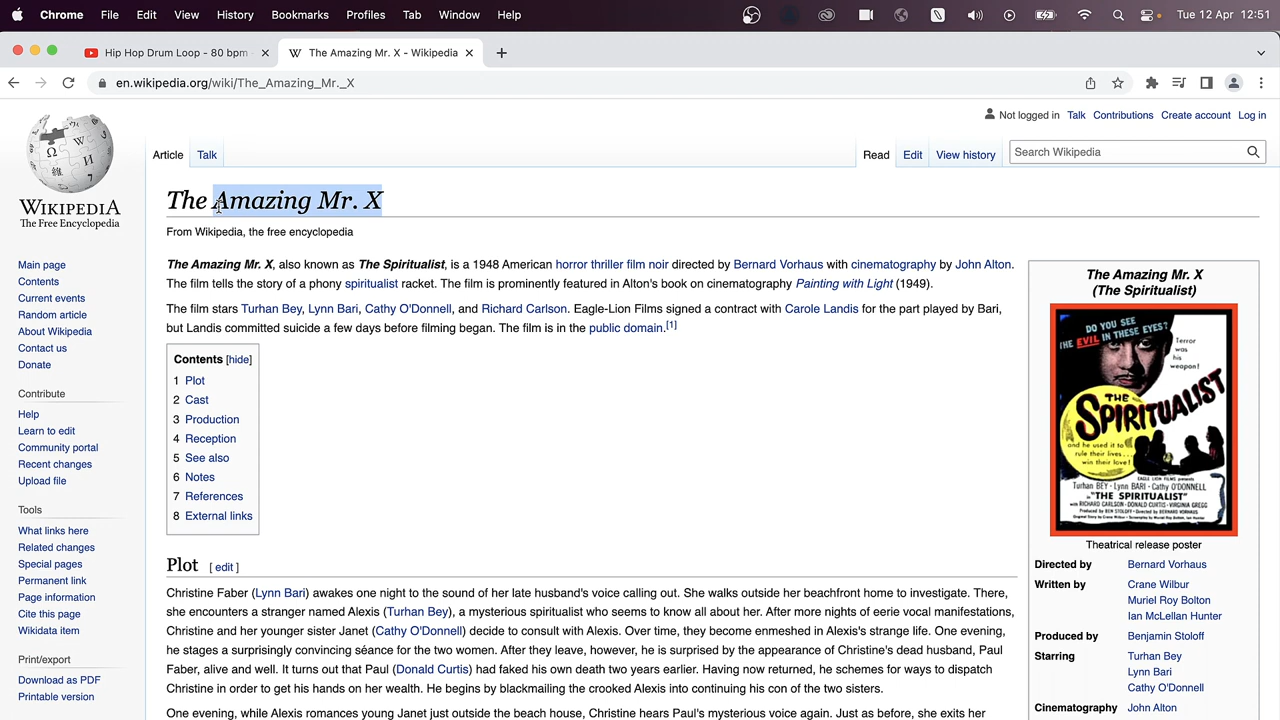 Chrome File Edit View History Bookmarks Profiles Tab Window Help Tue 12 Apr 12:51
Hip Hop Drum Loop - 80 bpm
The Amazing Mr. X - Wikipedia
en.wikipedia.org/wiki/The_Amazing_Mr._X
Not logged in Talk Contributions Create account Log in
Article Talk Read Edit View history Search Wikipedia
WIKIPEDIA
The Free Encyclopedia
Main page
Contents
Current events
Random article
About Wikipedia
Contact us
Donate
Contribute
Help
Learn to edit
Community portal
Recent changes
Upload file
Tools
What links here
Related changes
Special pages
Permanent link
Page information
Cite this page
Wikidata item
Print/export
Download as PDF
Printable version
The Amazing Mr. X
From Wikipedia, the free encyclopedia
The Amazing Mr. X, also known as The Spiritualist, is a 1948 American horror thriller film noir directed by Bernard Vorhaus with cinematography by John Alton.
The film tells the story of a phony spiritualist racket. The film is prominently featured in Alton's book on cinematography Painting with Light (1949).
The film stars Turhan Bey, Lynn Bari, Cathy O'Donnell, and Richard Carlson. Eagle-Lion Films signed a contract with Carole Landis for the part played by Bari,
but Landis committed suicide a few days before filming began. The film is in the public domain.[1]
Contents [hide]
1 Plot
2 Cast
3 Production
4 Reception
5 See also
6 Notes
7 References
8 External links
Plot [ edit ]
Christine Faber (Lynn Bari) awakes one night to the sound of her late husband's voice calling out. She walks outside her beachfront home to investigate. There,
she encounters a stranger named Alexis (Turhan Bey), a mysterious spiritualist who seems to know all about her. After more nights of eerie vocal manifestations,
Christine and her younger sister Janet (Cathy O'Donnell) decide to consult with Alexis. Over time, they become enmeshed in Alexis's strange life. One evening,
he stages a surprisingly convincing séance for the two women. After they leave, however, he is surprised by the appearance of Christine's dead husband, Paul
Faber, alive and well. It turns out that Paul (Donald Curtis) had faked his own death two years earlier. Having now returned, he schemes for ways to dispatch
Christine in order to get his hands on her wealth. He begins by blackmailing the crooked Alexis into continuing his con of the two sisters.
One evening, while Alexis romances young Janet just outside the beach house, Christine hears Paul's mysterious voice again. Just as before, she exits her
The Amazing Mr. X
(The Spiritualist)
DO YOU SEE
THE EVIL IN THESE EYES?
Terror
was
his
weapon!
THE
SPIRITUALIST
and he used it to
rule their lives...
win their love!
EAGLE LION FILMS presents
Turhan BEY - Lynn BARI - Cathy O'DONNELL
in "THE SPIRITUALIST"
with RICHARD CARLSON · DONALD CURTIS · VIRGINIA GREGG
Theatrical release poster
Directed by Bernard Vorhaus
Written by Crane Wilbur
Muriel Roy Bolton
Ian McLellan Hunter
Produced by Benjamin Stoloff
Starring Turhan Bey
Lynn Bari
Cathy O'Donnell
Cinematography John Alton